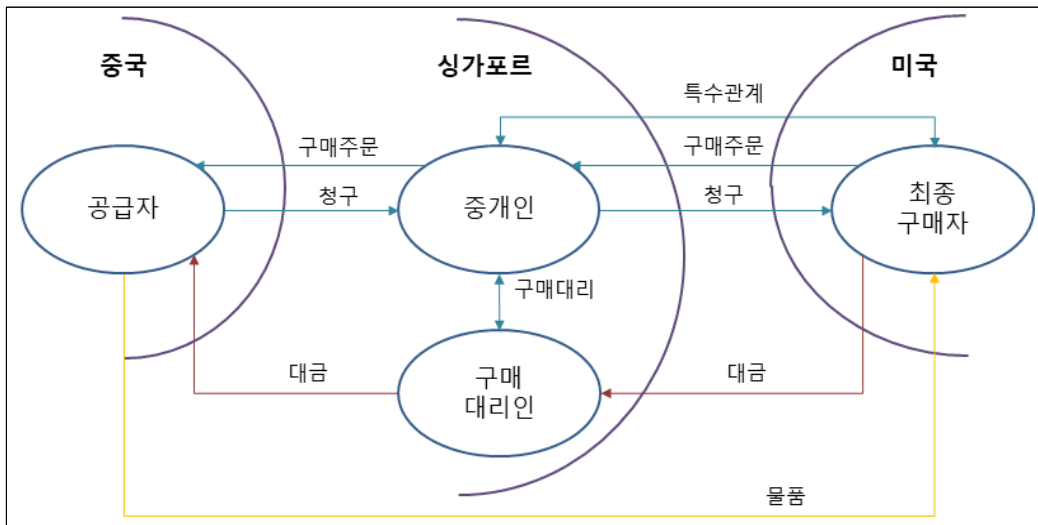 중국
싱가포르
미국
특수관계
구매주문
구매주문
공급자
청구
중개인
청구
최종
구매자
구매대리
대금
구매
대리인
대금
물품